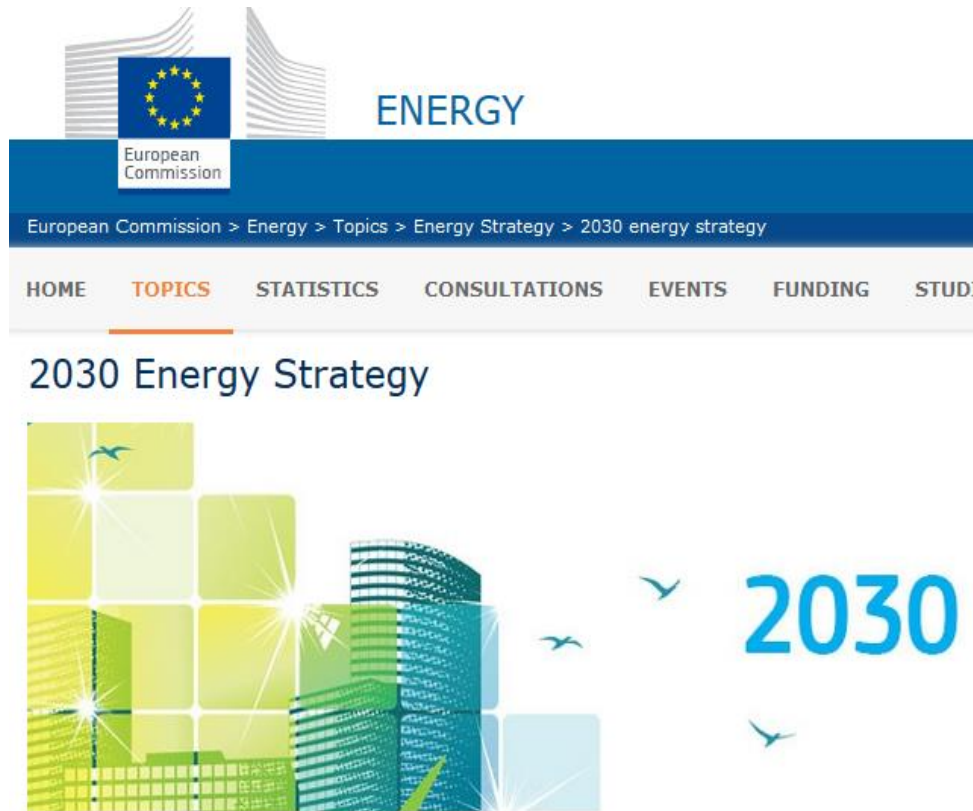 ENERGY
European
Commission
European Commission > Energy > Topics > Energy Strategy > 2030 energy strategy
HOME TOPICS STATISTICS CONSULTATIONS EVENTS FUNDING STUDI
2030 Energy Strategy
2030